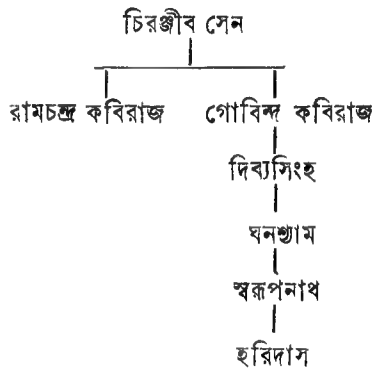 চিরঞ্জীব সেন
রামচন্দ্র কবিরাজ গোবিন্দ কবিরাজ
দিব্যসিংহ
ঘনশ্যাম
স্বরূপনাথ
হরিদাস